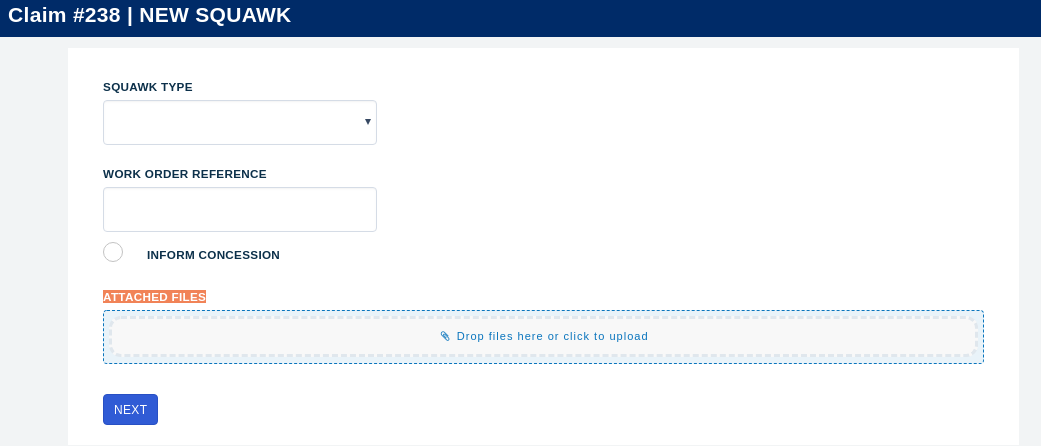 Claim #238 | NEW SQUAWK
SQUAWK TYPE
WORK ORDER REFERENCE
INFORM CONCESSION
ATTACHED FILES
Drop files here or click to upload
NEXT